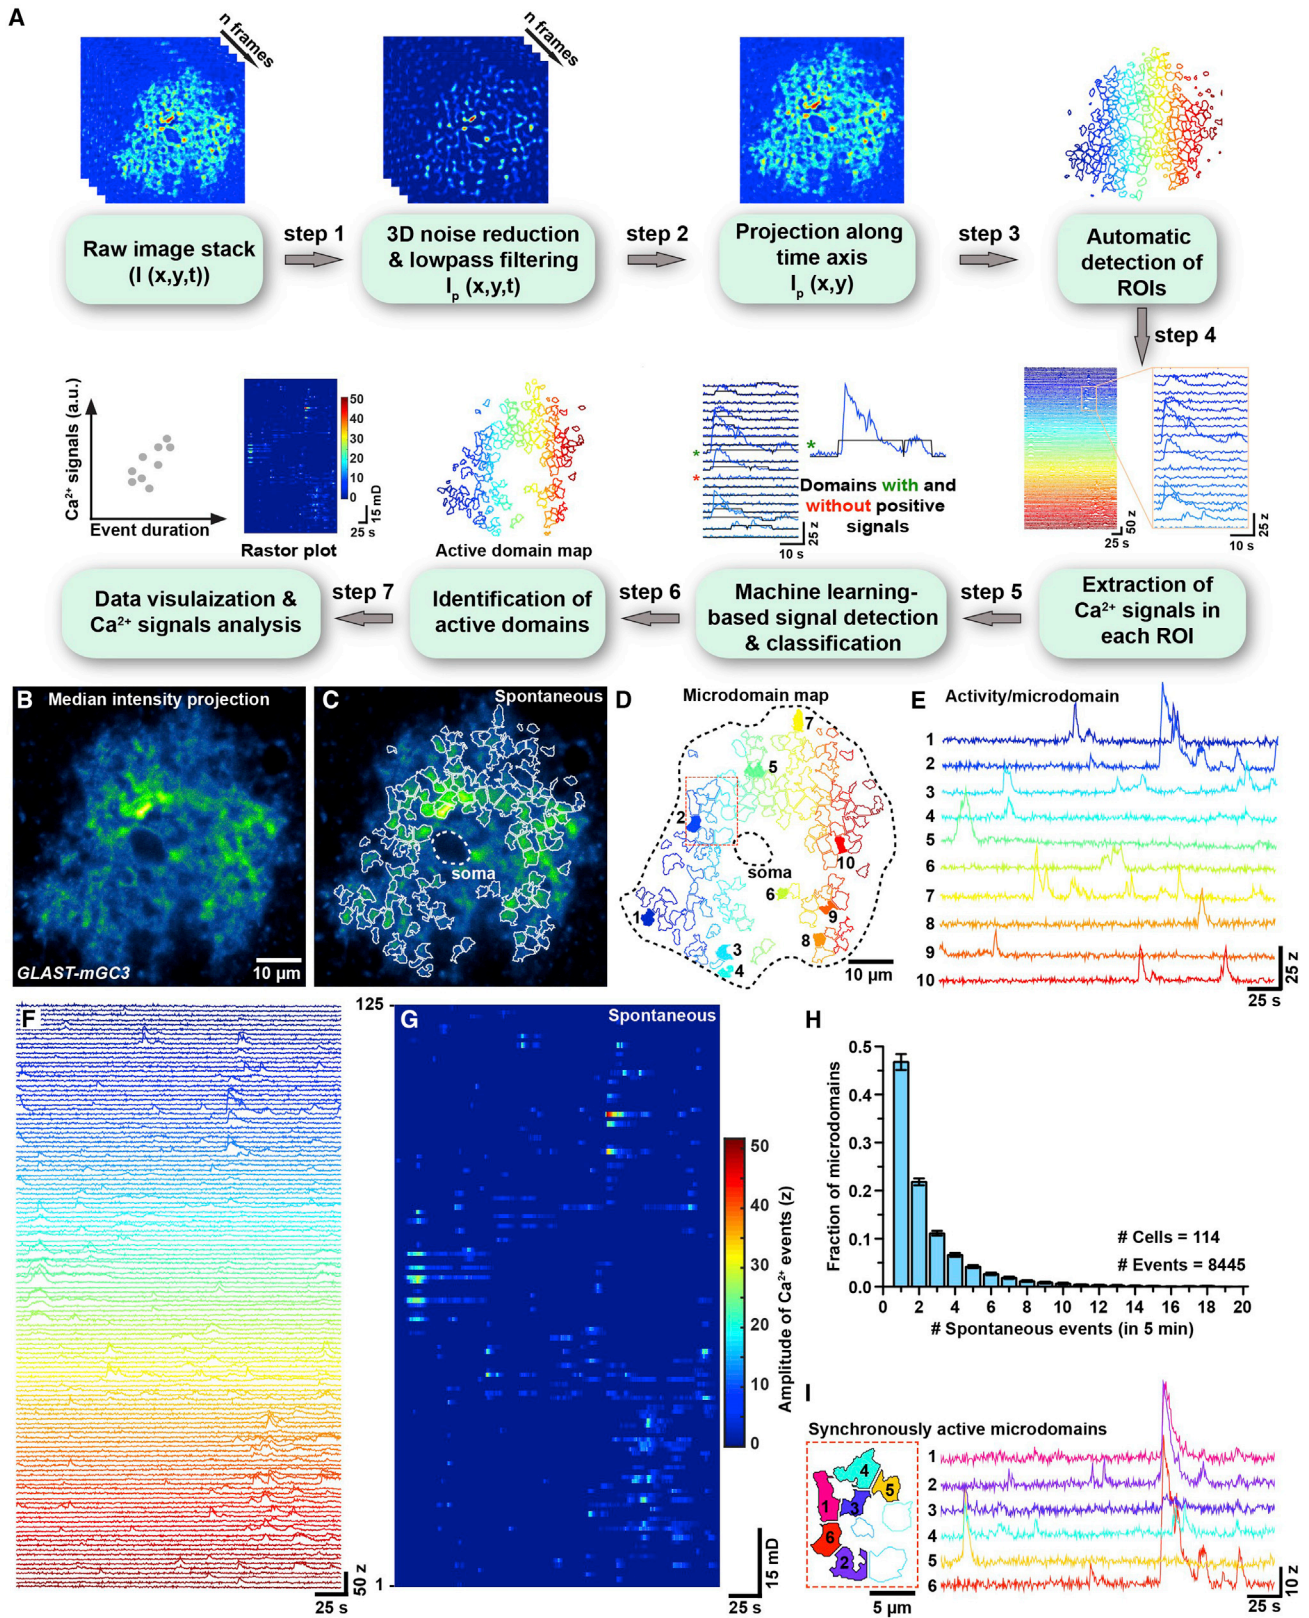 A
n frames
n frames
Raw image stack
(I (x,y,t))
step 1
3D noise reduction
& lowpass filtering
Ip (x,y,t)
step 2
Projection along
time axis
Ip (x,y)
step 3
Automatic
detection of
ROIs
step 4
Ca2+ signals (a.u.)
Event duration
50
40
30
20
10
0
15 mD
25 s
Rastor plot
Active domain map
*
*
*
Domains with and
without positive
signals
25 z
10 s
50 z
25 s
25 z
10 s
Data visulaization &
Ca2+ signals analysis
step 7
Identification of
active domains
step 6
Machine learning-
based signal detection
& classification
step 5
Extraction of
Ca2+ signals in
each ROI
B
Median intensity projection
GLAST-mGC3
10 µm
C
Spontaneous
soma
D
Microdomain map
7
5
2
10
soma
6
9
1
8
3
4
10 µm
E
Activity/microdomain
1
2
3
4
5
6
7
8
9
10
25 z
25 s
F
50 z
25 s
125
G
Spontaneous
1
50
40
30
20
10
0
Amplitude of Ca2+ events (z)
15 mD
25 s
H
Fraction of microdomains
0.5
0.4
0.3
0.2
0.1
0.0
# Cells = 114
# Events = 8445
0 2 4 6 8 10 12 14 16 18 20
# Spontaneous events (in 5 min)
I
Synchronously active microdomains
4
5
1
3
6
2
5 µm
1
2
3
4
5
6
10 z
25 s